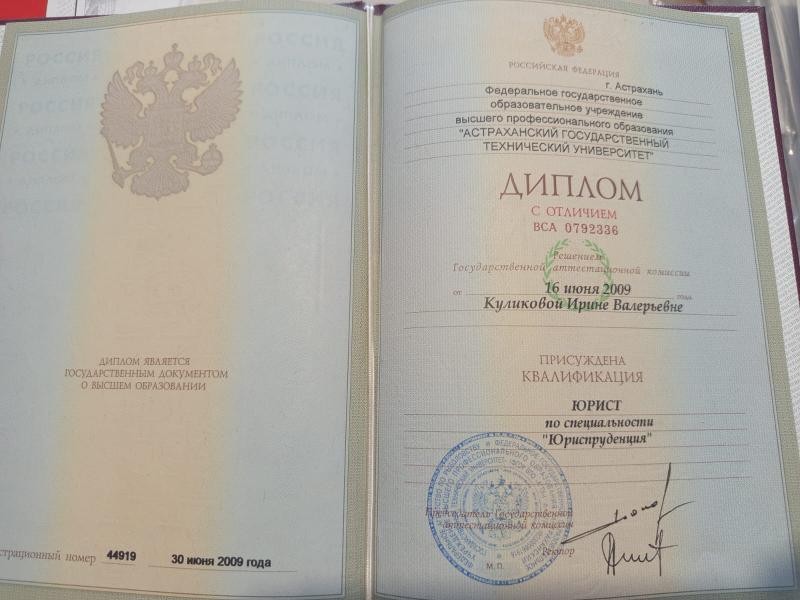 ДИПЛОМ ЯВЛЯЕТСЯ
ГОСУДАРСТВЕННЫМ ДОКУМЕНТОМ
О ВЫСШЕМ ОБРАЗОВАНИИ
страционный номер 44919 30 июня 2009 года
РОССИЙСКАЯ ФЕДЕРАЦИЯ
г. Астрахань
Федеральное государственное
образовательное учреждение
высшего профессионального образования
"АСТРАХАНСКИЙ ГОСУДАРСТВЕННЫЙ
ТЕХНИЧЕСКИЙ УНИВЕРСИТЕТ"
ДИПЛОМ
С ОТЛИЧИЕМ
ВСА 0792336
Решением
Государственной аттестационной комиссии
от 16 июня 2009 года
Куликовой Ирине Валерьевне
ПРИСУЖДЕНА
КВАЛИФИКАЦИЯ
ЮРИСТ
по специальности
"Юриспруденция"
Председатель Государственной
аттестационной комиссии
Ректор
М.П.